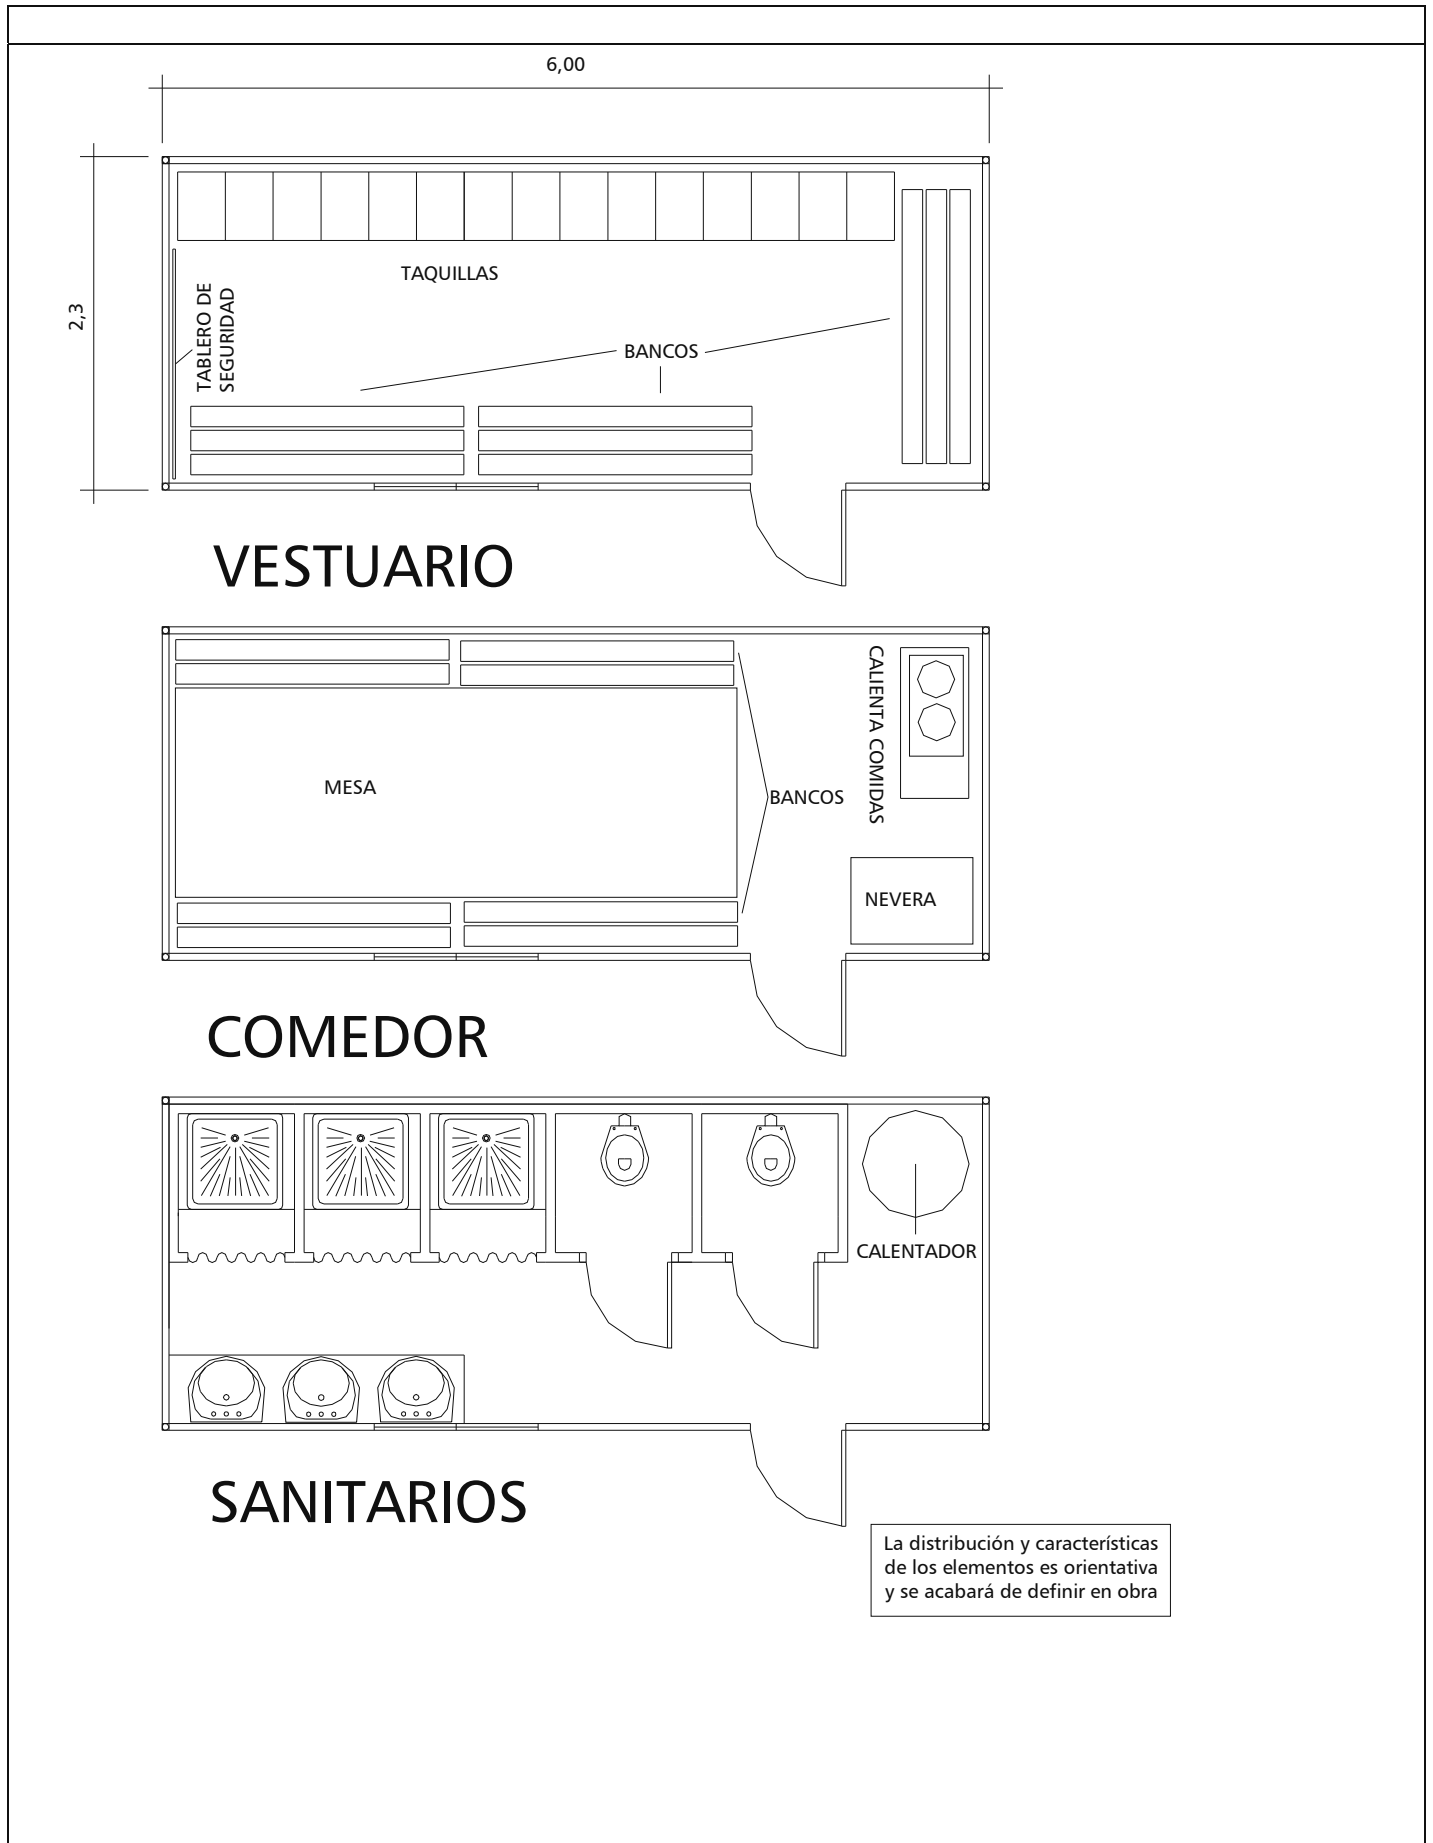 6,00
2,3
TAQUILLAS
TABLERO DE
SEGURIDAD
BANCOS
VESTUARIO
CALIENTA COMIDAS
MESA
BANCOS
NEVERA
COMEDOR
CALENTADOR
SANITARIOS
La distribución y características
de los elementos es orientativa
y se acabará de definir en obra